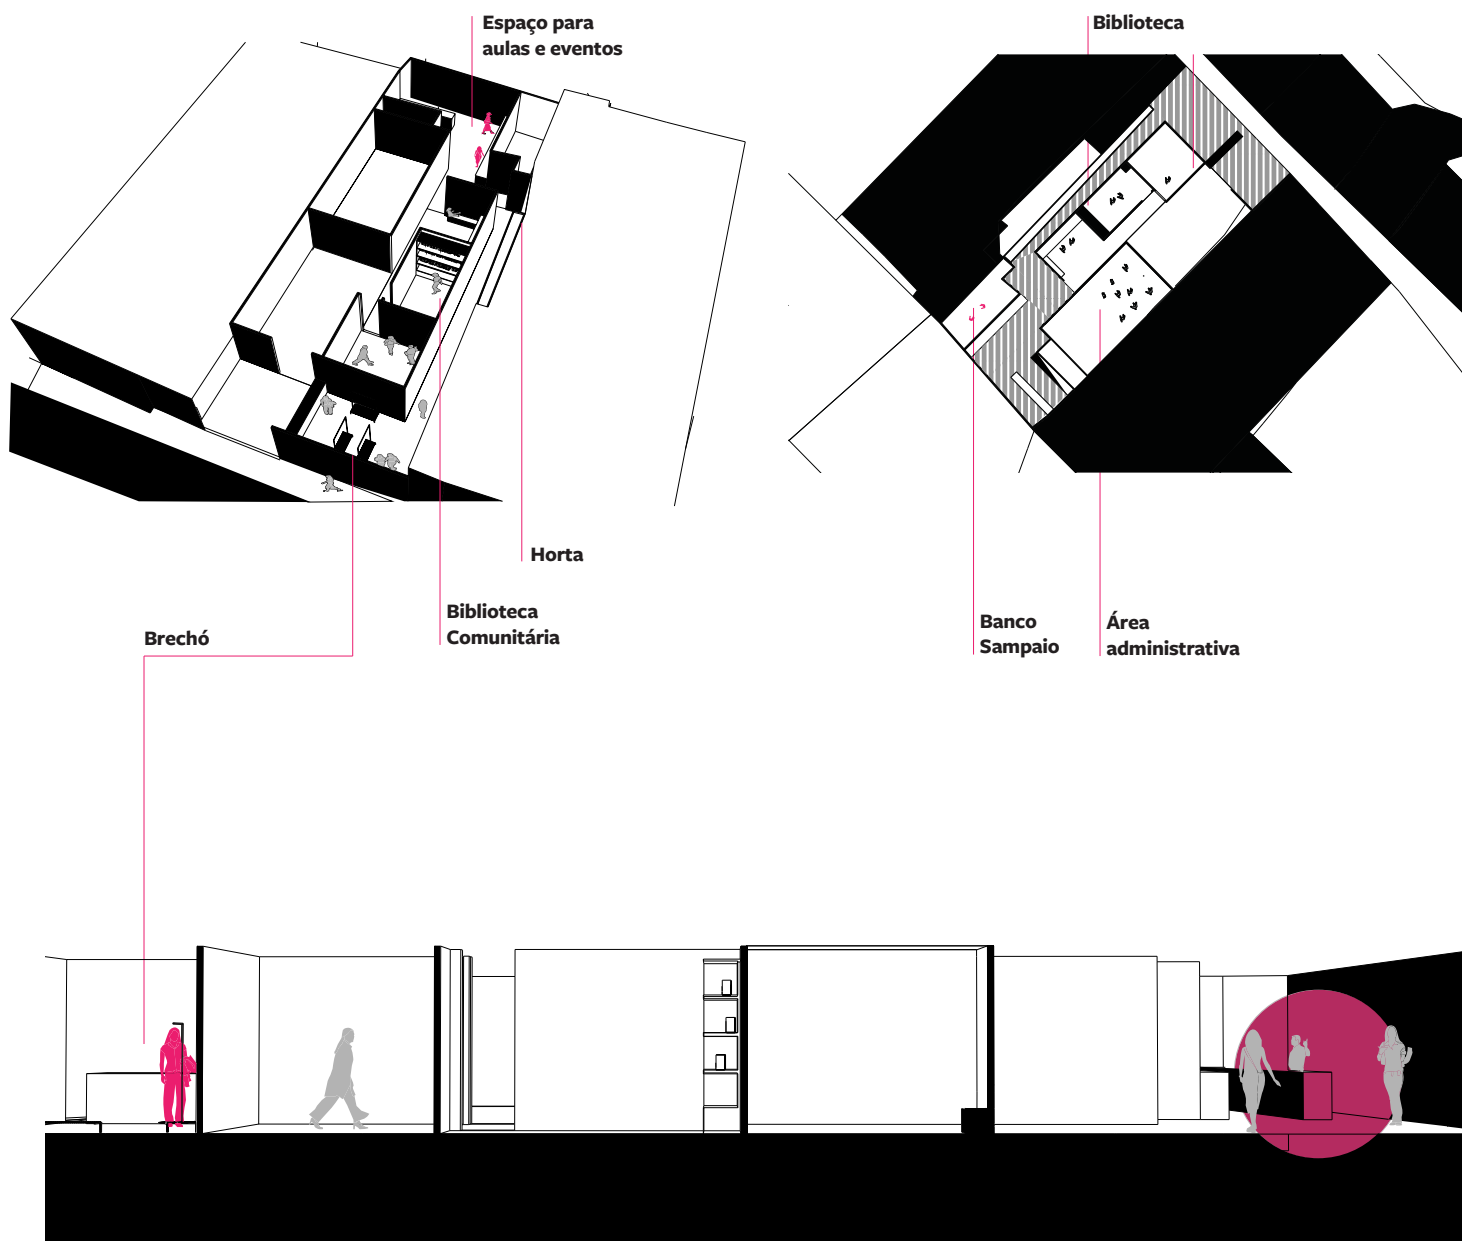 Espaço para
aulas e eventos
Biblioteca
Horta
Biblioteca
Comunitária
Brechó
Banco
Sampaio
Área
administrativa